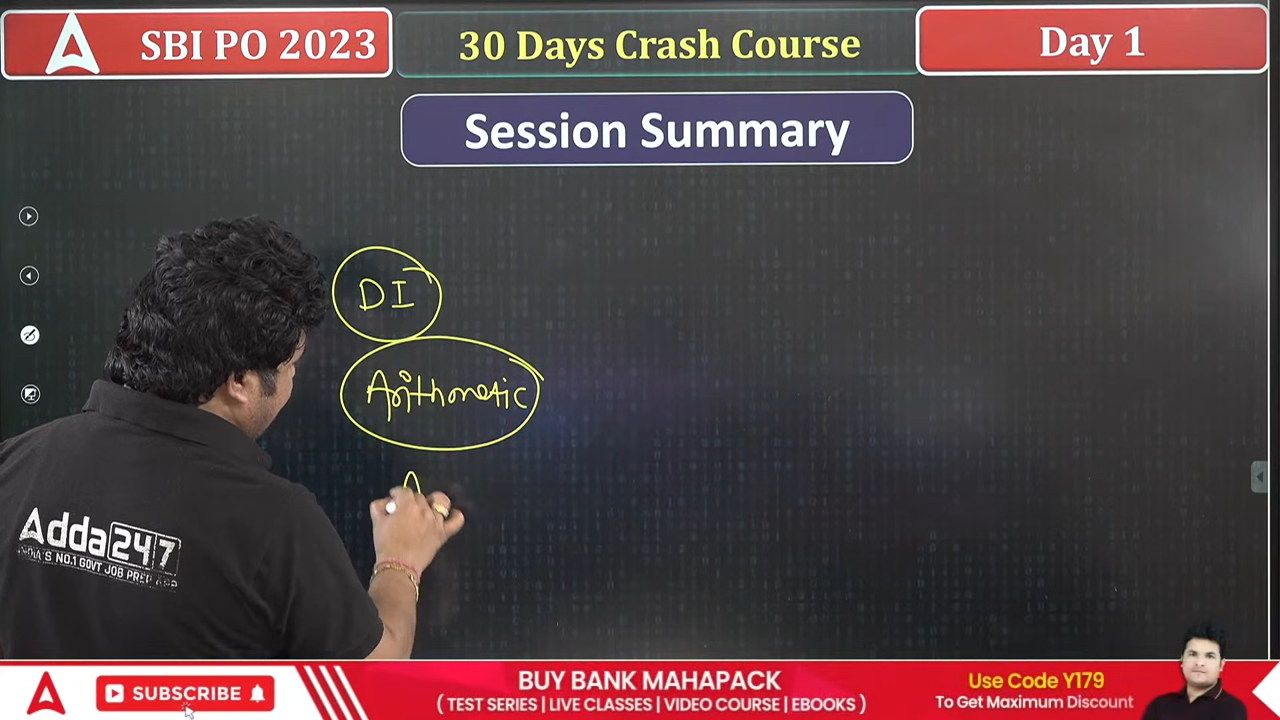 SBI PO 2023
30 Days Crash Course
Day 1
Session Summary
DI
Arithmetic
A
Adda247
INDIA'S NO.1 GOVT JOB PREP APP
SUBSCRIBE
BUY BANK MAHAPACK
( TEST SERIES | LIVE CLASSES | VIDEO COURSE | EBOOKS )
Use Code Y179
To Get Maximum Discount